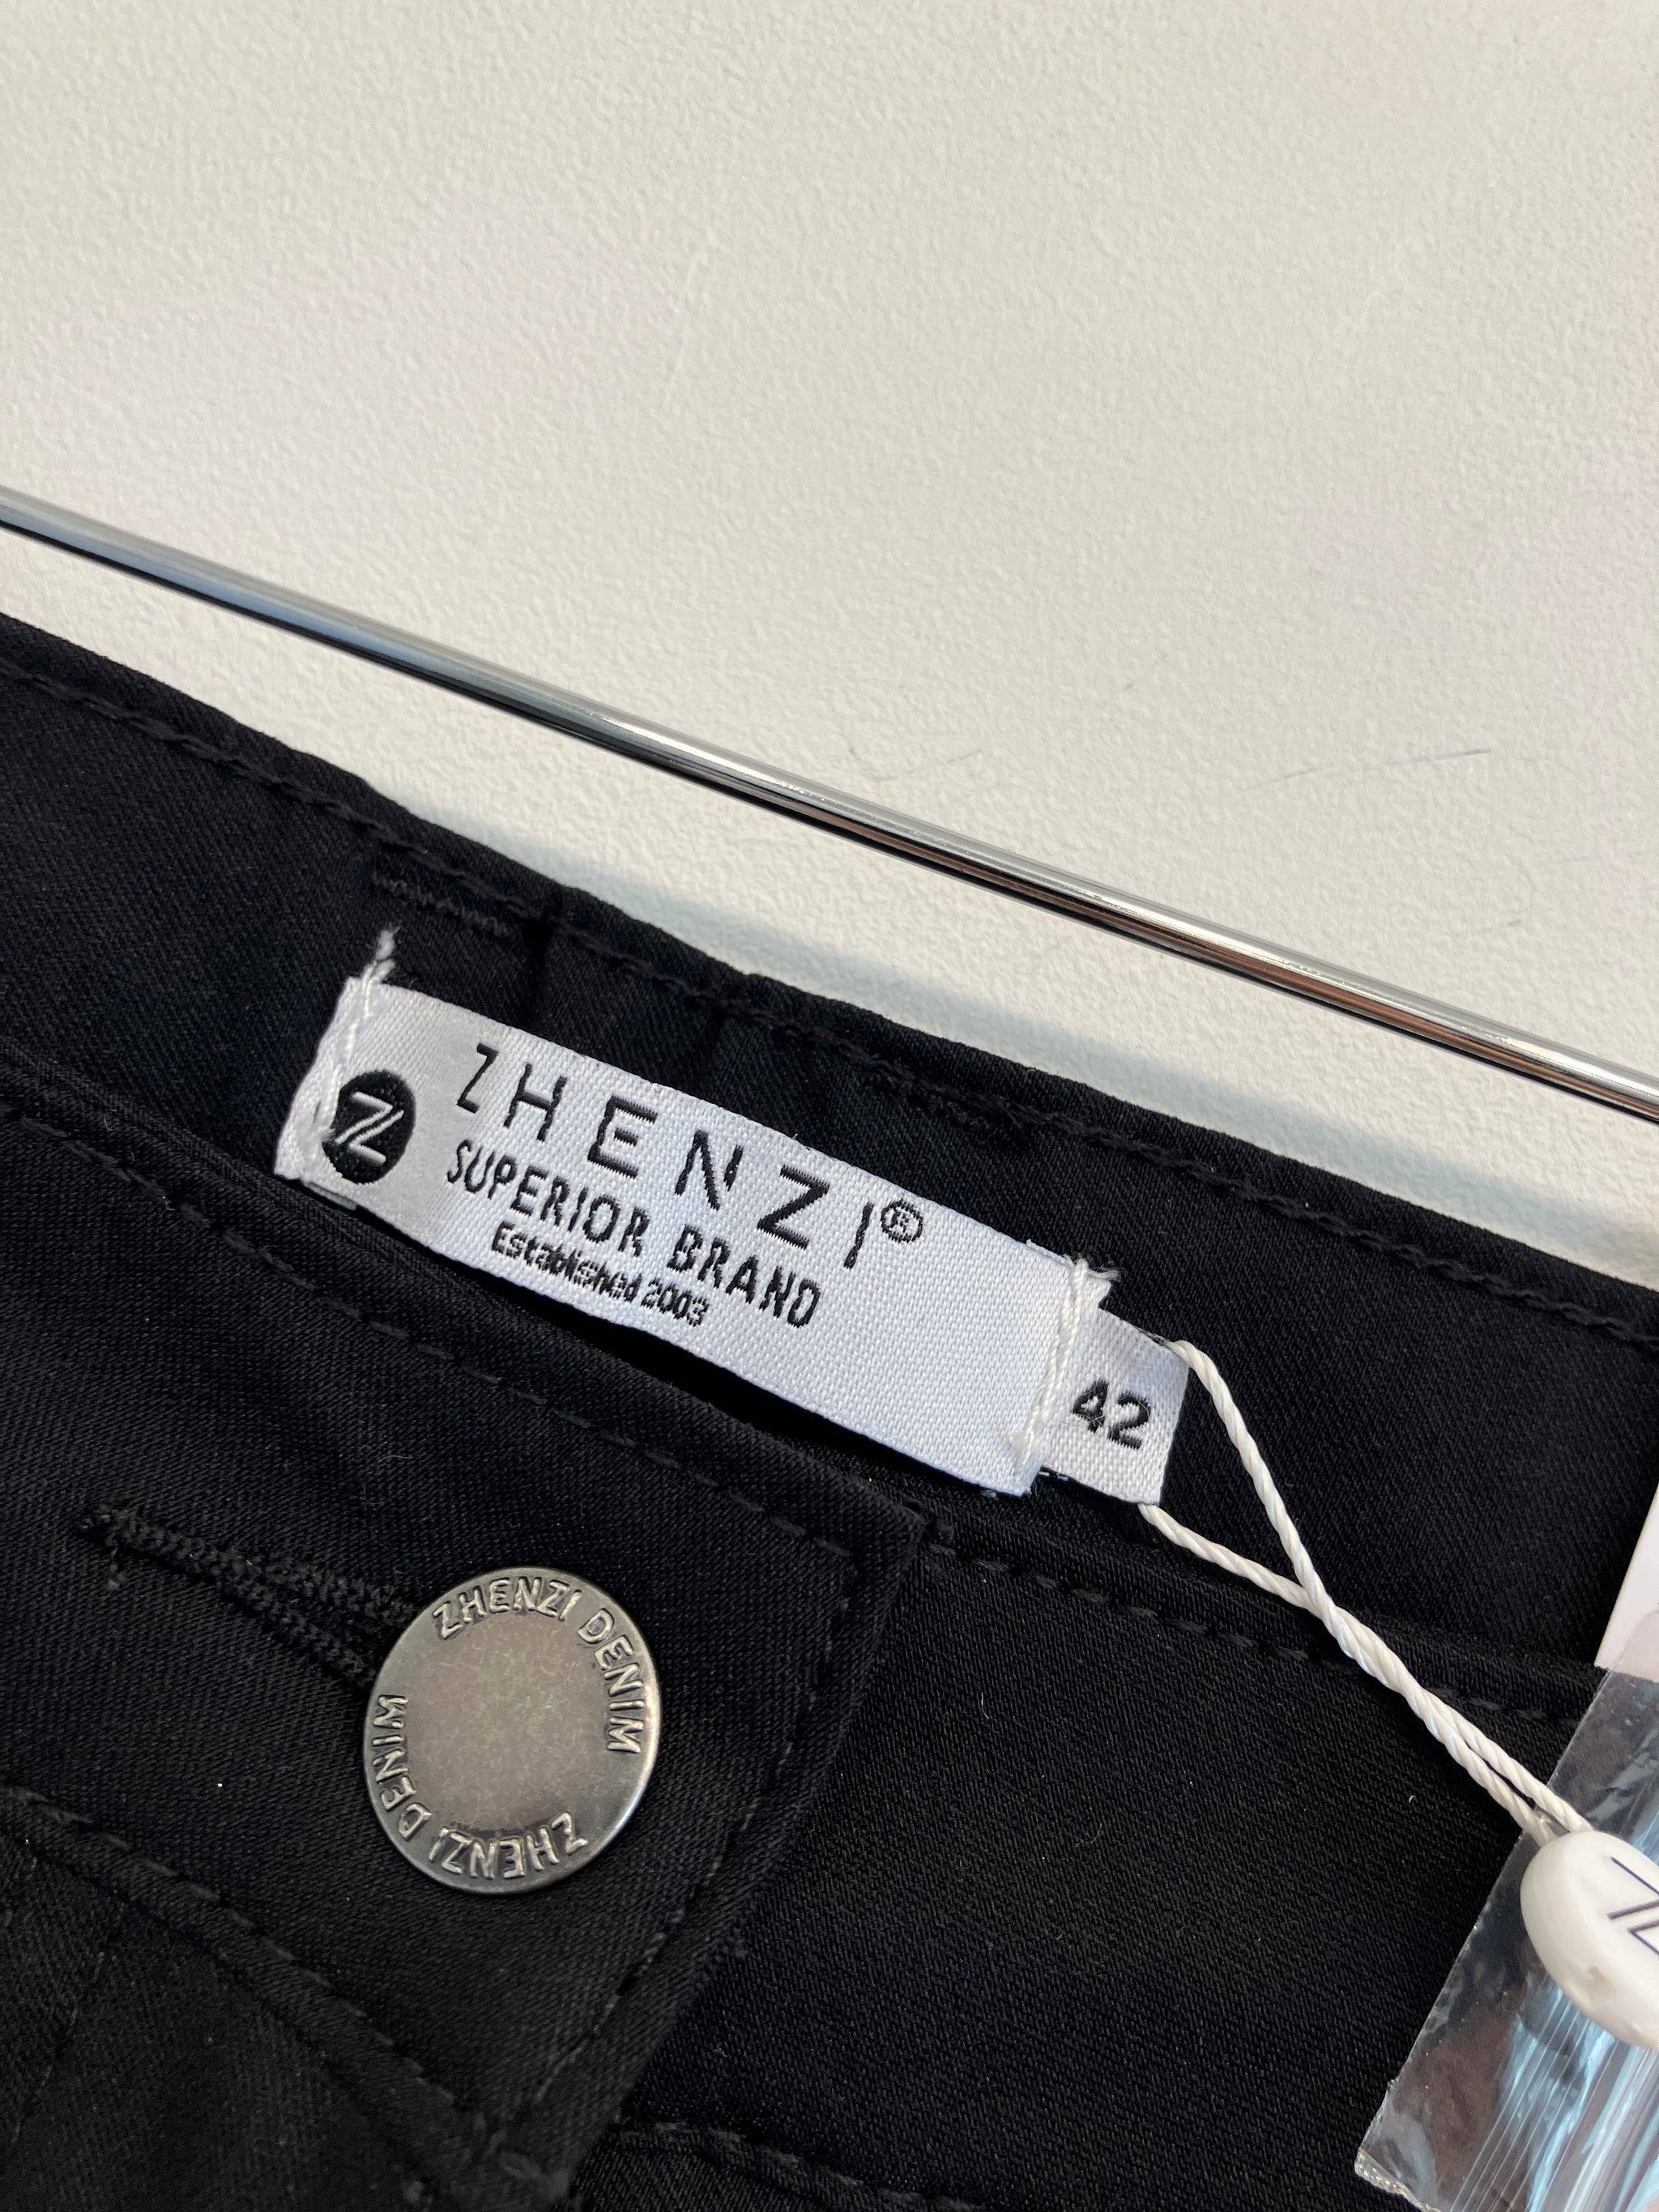 Z
ZHENZI®
SUPERIOR BRAND
Established 2003
42
ZHENZI DENIM
ZHENZI DENIM
Z